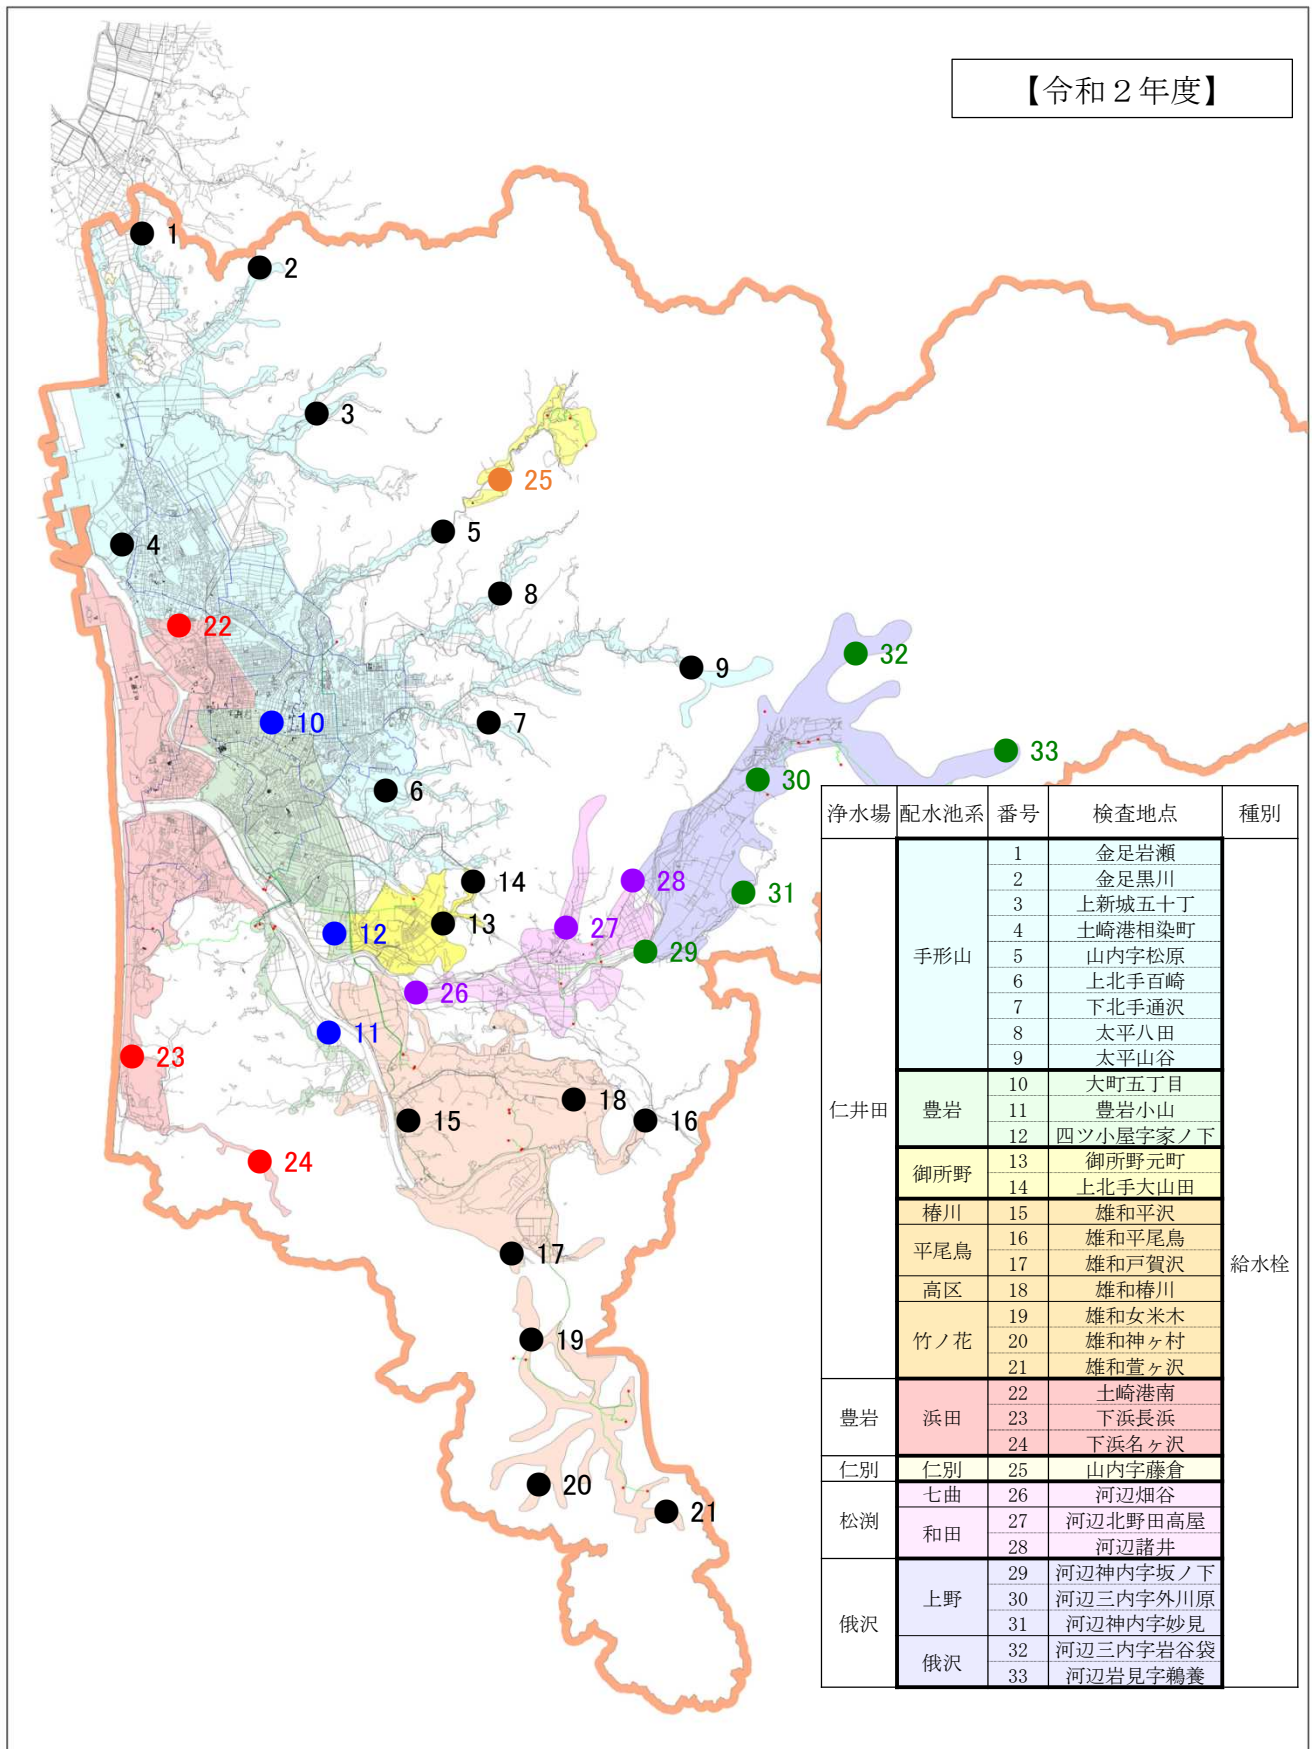 【令和２年度】
1
2
3
25
5
4
8
22
32
9
10
7
33
6
30
14
28
31
13
27
12
29
26
11
23
18
15
16
24
17
19
20
21
浄水場 配水池系 番号 検査地点 種別
仁井田 手形山 1 金足岩瀬 給水栓
2 金足黒川
3 上新城五十丁
4 土崎港相染町
5 山内字松原
6 上北手百崎
7 下北手通沢
8 太平八田
9 太平山谷
豊岩 10 大町五丁目
11 豊岩小山
12 四ツ小屋字家ノ下
御所野 13 御所野元町
14 上北手大山田
椿川 15 雄和平沢
平尾鳥 16 雄和平尾鳥
17 雄和戸賀沢
高区 18 雄和椿川
竹ノ花 19 雄和女米木
20 雄和神ヶ村
21 雄和萱ヶ沢
豊岩 浜田 22 土崎港南
23 下浜長浜
24 下浜名ヶ沢
仁別 仁別 25 山内字藤倉
松渕 七曲 26 河辺畑谷
和田 27 河辺北野田高屋
28 河辺諸井
俄沢 上野 29 河辺神内字坂ノ下
30 河辺三内字外川原
31 河辺神内字妙見
俄沢 32 河辺三内字岩谷袋
33 河辺岩見字鵜養